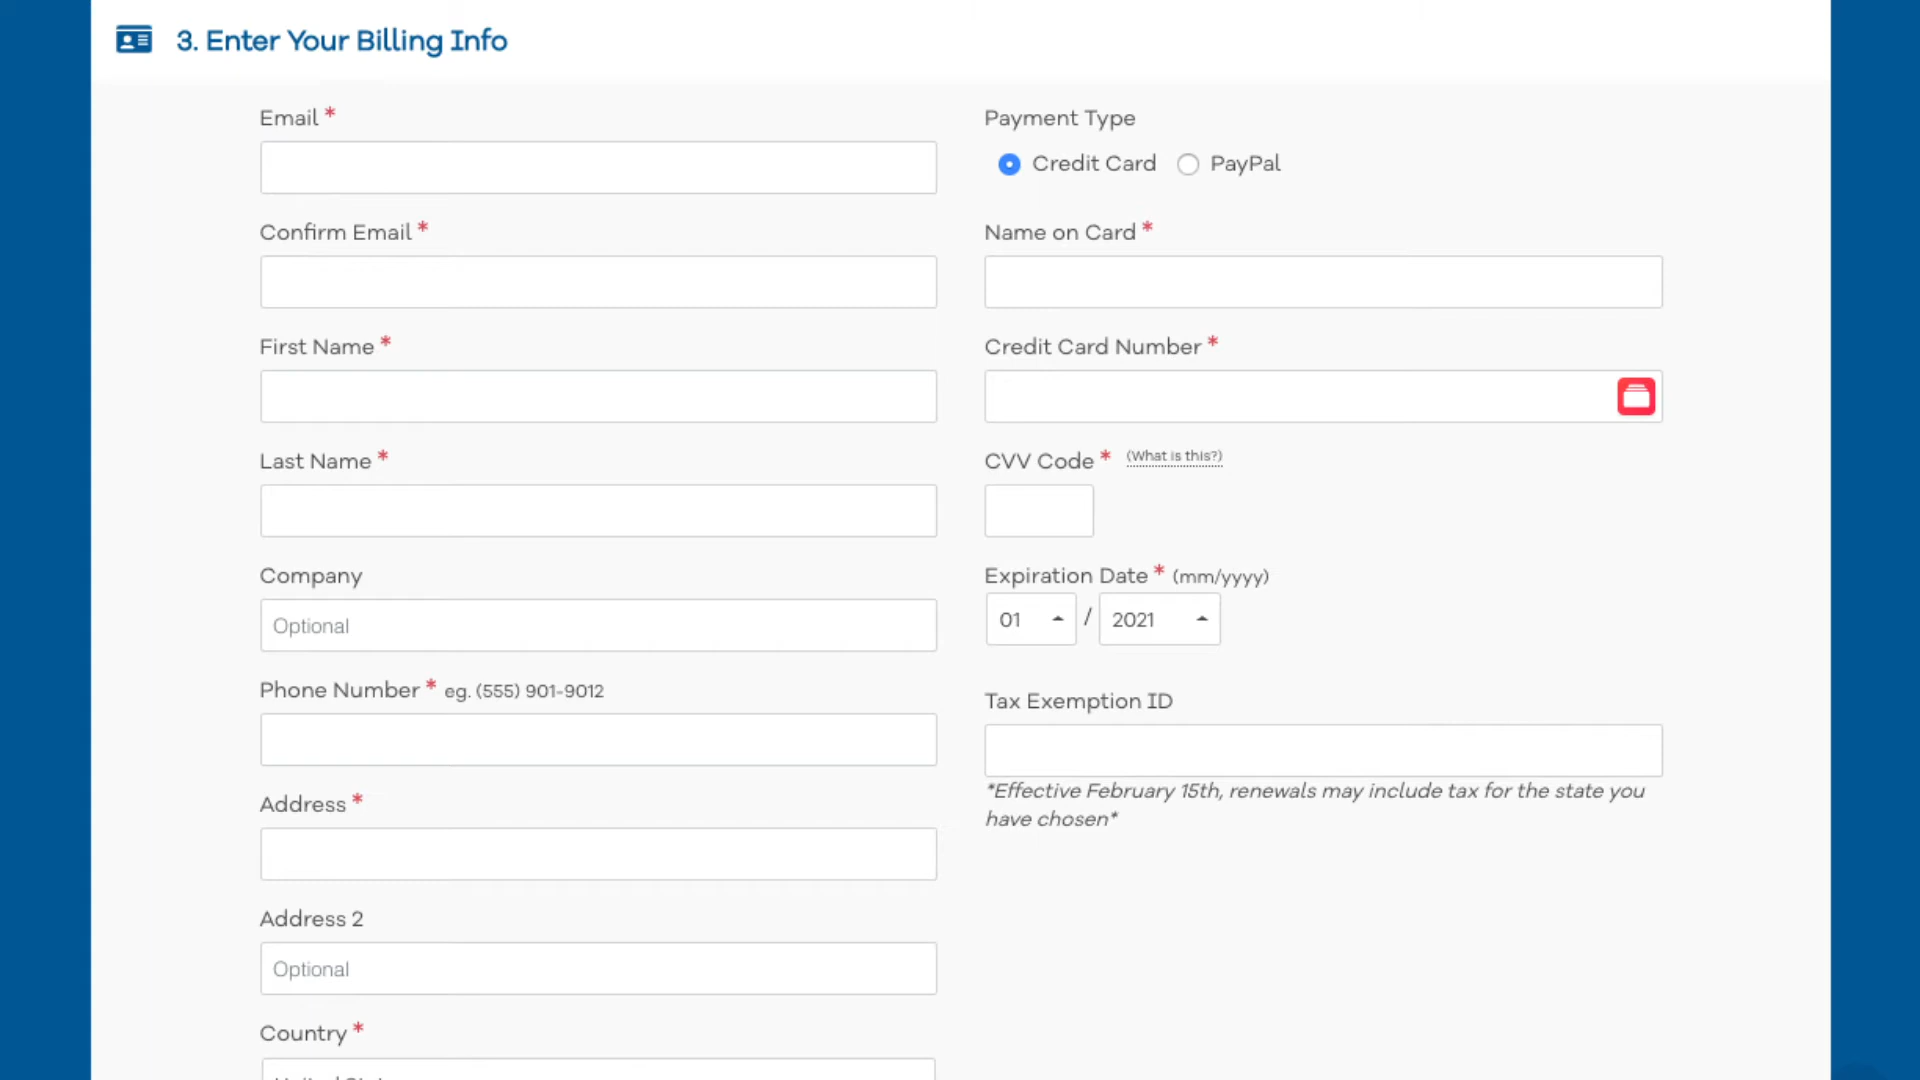 3. Enter Your Billing Info
Email *
Confirm Email *
First Name *
Last Name *
Company
Optional
Phone Number * eg. (555) 901-9012
Address *
Address 2
Optional
Country *
Payment Type
Credit Card PayPal
Name on Card *
Credit Card Number *
CVV Code * (What is this?)
Expiration Date * (mm/yyyy)
01 / 2021
Tax Exemption ID
*Effective February 15th, renewals may include tax for the state you
have chosen*